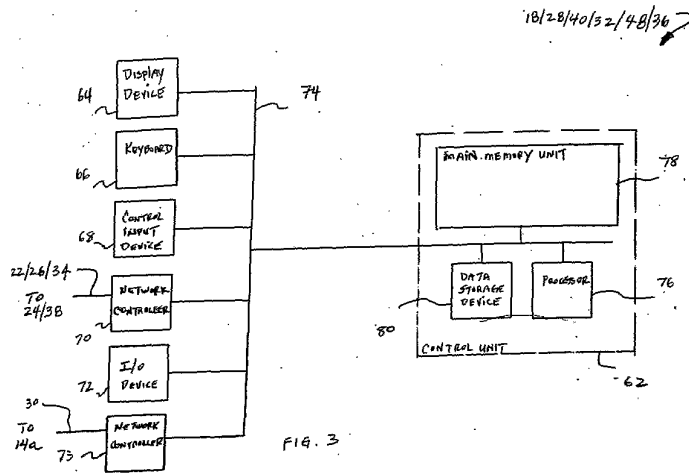 18/28/40/32/48/36
DISPLAY
DEVICE
64
74
KEYBOARD
66
CONTROL
INPUT
DEVICE
68
22/26/34
TO
24/38
NETWORK
CONTROLLER
70
I/O
DEVICE
72
30
TO
14a
NETWORK
CONTROLLER
73
MAIN MEMORY UNIT
78
DATA
STORAGE
DEVICE
80
PROCESSOR
76
CONTROL UNIT
62
FIG. 3